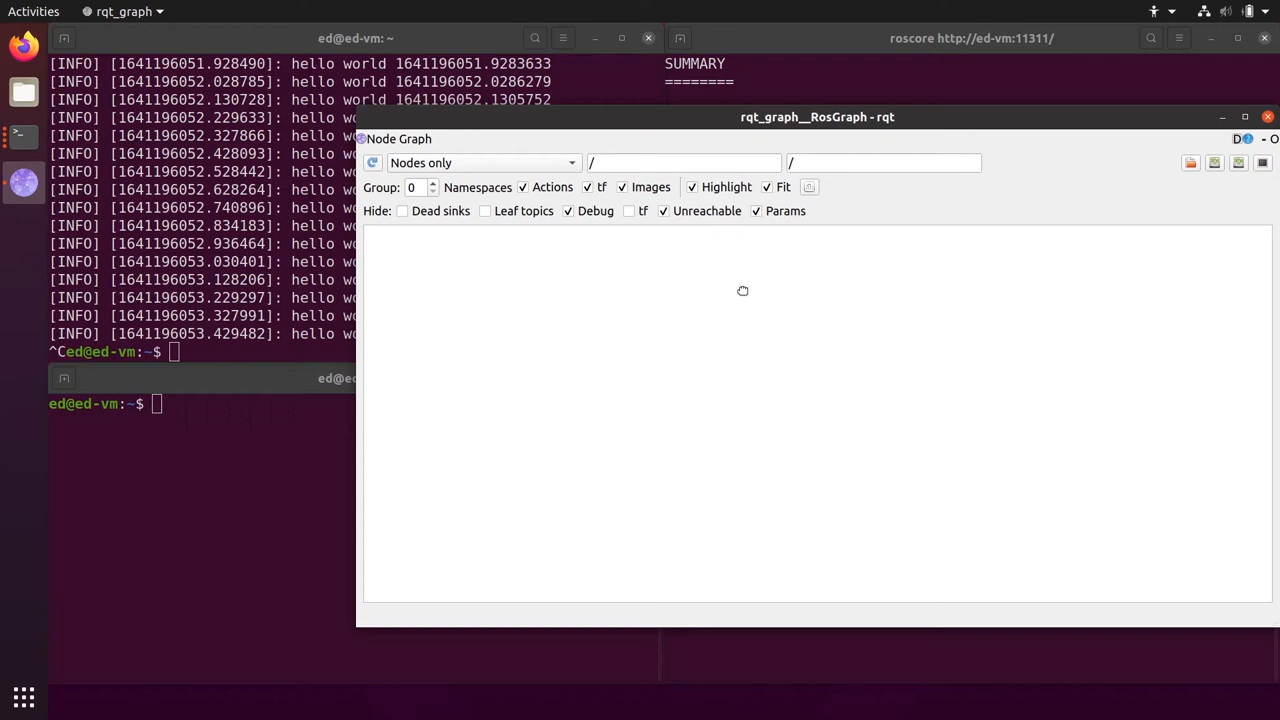 Activities rqt_graph
ed@ed-vm: ~
roscore http://ed-vm:11311/
[INFO] [1641196051.928490]: hello world 1641196051.9283633
[INFO] [1641196052.028785]: hello world 1641196052.0286279
[INFO] [1641196052.130728]: hello world 1641196052.1305752
[INFO] [1641196052.229633]: hello wo
[INFO] [1641196052.327866]: hello wo
[INFO] [1641196052.428093]: hello wo
[INFO] [1641196052.528442]: hello wo
[INFO] [1641196052.628264]: hello wo
[INFO] [1641196052.740896]: hello wo
[INFO] [1641196052.834183]: hello wo
[INFO] [1641196052.936464]: hello wo
[INFO] [1641196053.030401]: hello wo
[INFO] [1641196053.128206]: hello wo
[INFO] [1641196053.229297]: hello wo
[INFO] [1641196053.327991]: hello wo
[INFO] [1641196053.429482]: hello wo
^Ced@ed-vm:~$
SUMMARY
========
ed@ed
ed@ed-vm:~$
rqt_graph__RosGraph - rqt
Node Graph D? - O
Nodes only / /
Group: 0 Namespaces Actions tf Images Highlight Fit
Hide: Dead sinks Leaf topics Debug tf Unreachable Params